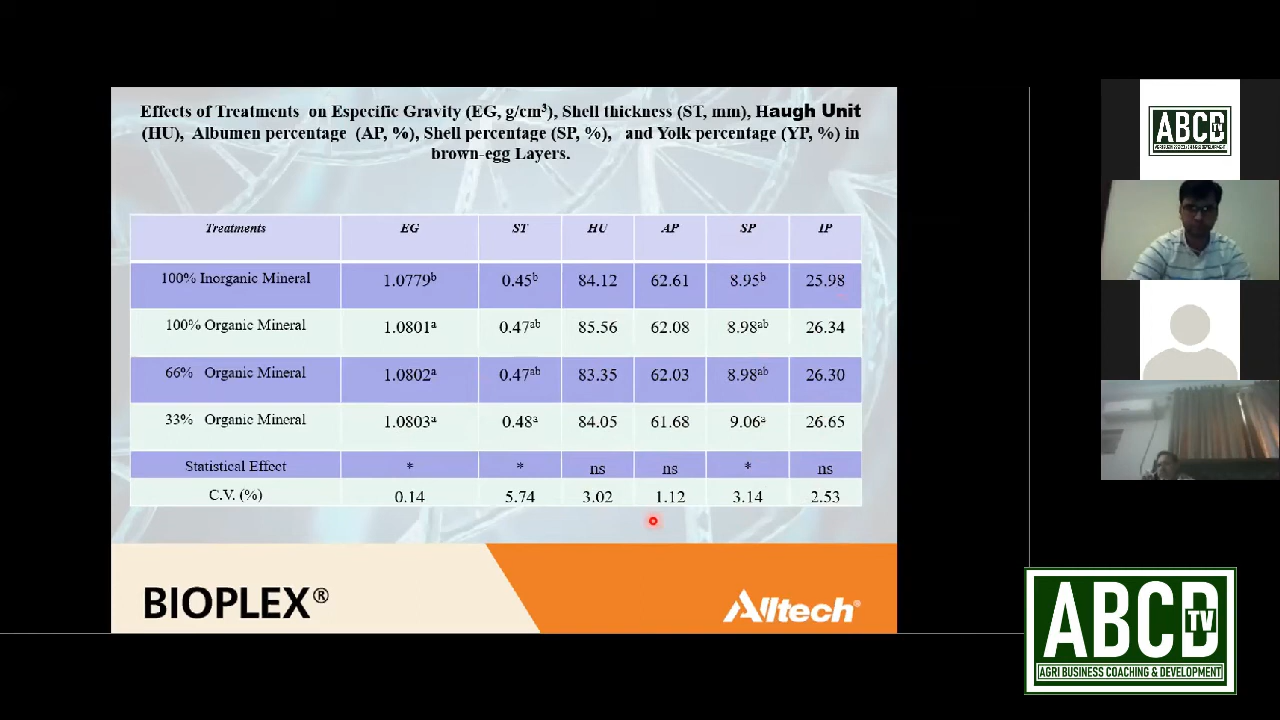 Effects of Treatments on Especific Gravity (EG, g/cm³), Shell thickness (ST, mm), Haugh Unit
(HU), Albumen percentage (AP, %), Shell percentage (SP, %), and Yolk percentage (YP, %) in
brown-egg Layers.
Treatments EG ST HU AP SP IP
100% Inorganic Mineral 1.0779ᵇ 0.45ᵇ 84.12 62.61 8.95ᵇ 25.98
100% Organic Mineral 1.0801ᵃ 0.47ᵃᵇ 85.56 62.08 8.98ᵃᵇ 26.34
66% Organic Mineral 1.0802ᵃ 0.47ᵃᵇ 83.35 62.03 8.98ᵃᵇ 26.30
33% Organic Mineral 1.0803ᵃ 0.48ᵃ 84.05 61.68 9.06ᵃ 26.65
Statistical Effect * * ns ns * ns
C.V. (%) 0.14 5.74 3.02 1.12 3.14 2.53
BIOPLEX®
Alltech®
ABCD TV
AGRI BUSINESS COACHING & DEVELOPMENT
ABCD TV
AGRI BUSINESS COACHING & DEVELOPMENT